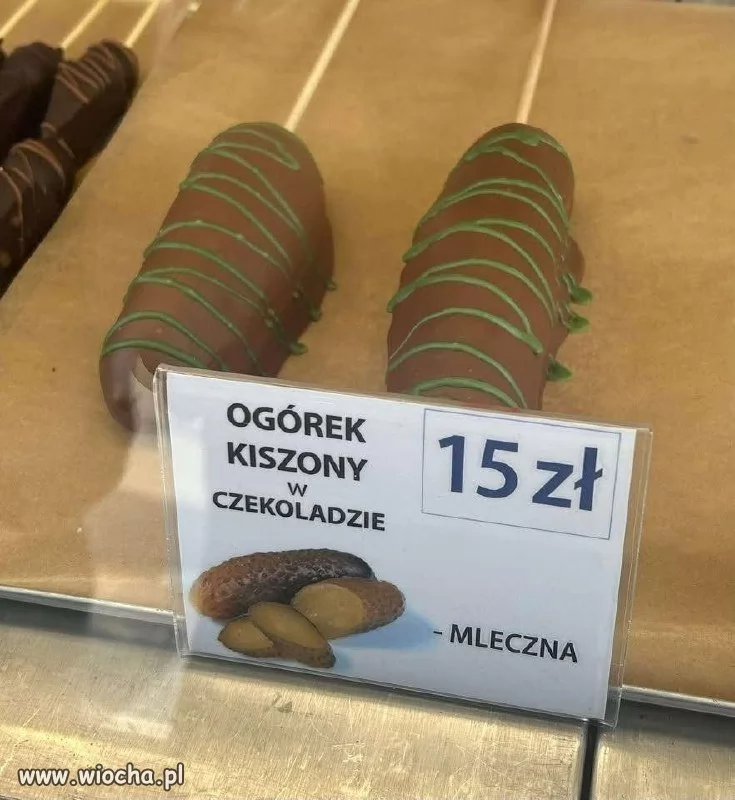 OGÓREK
KISZONY
W
CZEKOLADZIE
15 zł
- MLECZNA
www.wiocha.pl